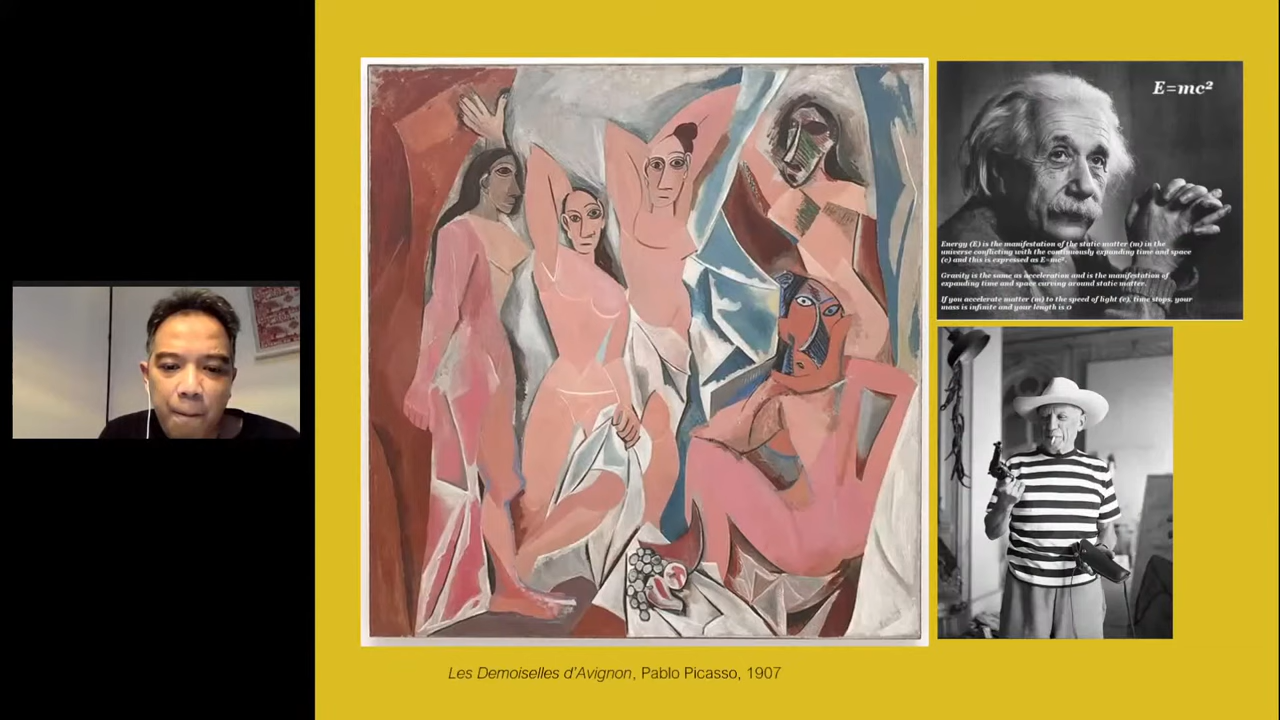 E=mc²
Energy (E) is the manifestation of the static matter (m) in the
universe conflicting with the continuously expanding time and space
(c) and this is expressed as E=mc².
Gravity is the same as acceleration and is the manifestation of
expanding time and space curving around static matter.
If you accelerate matter (m) to the speed of light (c), time stops, your
mass is infinite and your length is 0
Les Demoiselles d'Avignon, Pablo Picasso, 1907